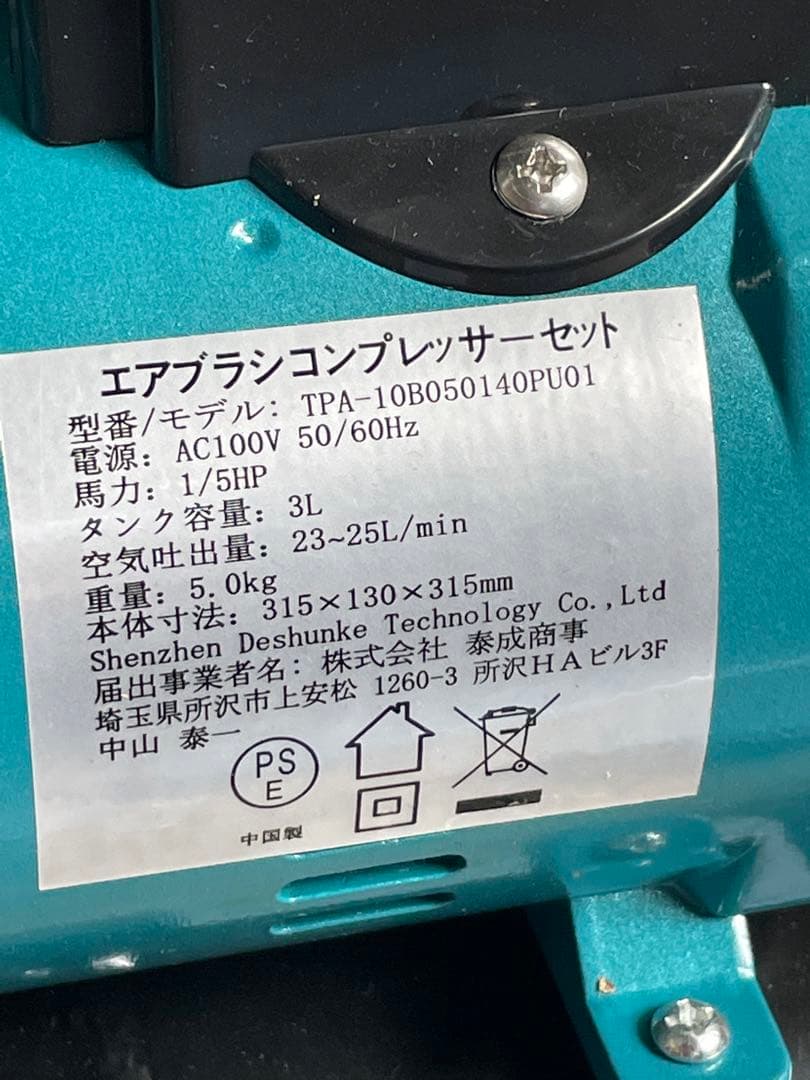 エアブラシコンプレッサーセット
型番/モデル: TPA-10B050140PU01
電源: AC100V 50/60Hz
馬力: 1/5HP
タンク容量: 3L
空気吐出量: 23~25L/min
重量: 5.0kg
本体寸法: 315×130×315mm
Shenzhen Deshunke Technology Co.,Ltd
届出事業者名: 株式会社 泰成商事
埼玉県所沢市上安松 1260-3 所沢HAビル3F
中山 泰一
PS
E
中国製